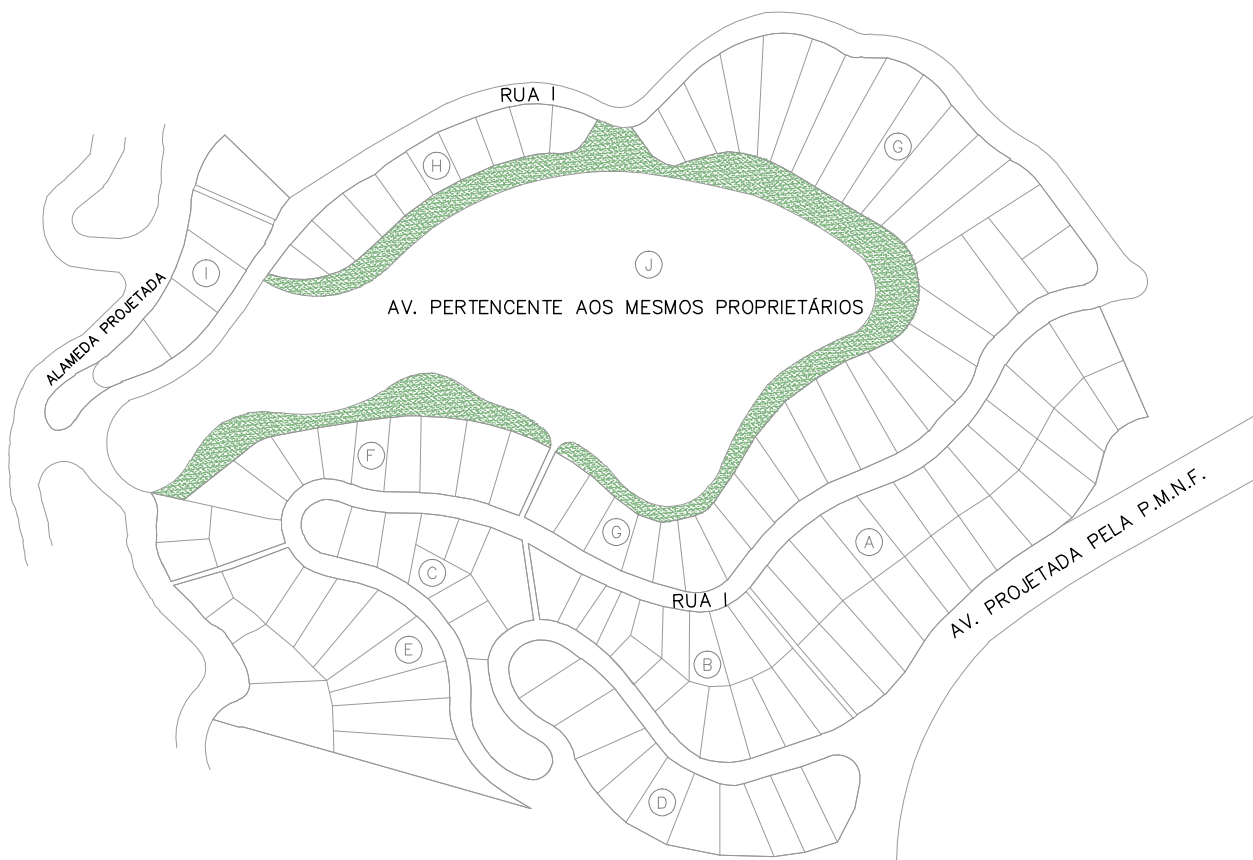 RUA I
G
H
I
J
AV. PERTENCENTE AOS MESMOS PROPRIETÁRIOS
ALAMEDA PROJETADA
F
G
A
C
RUA I
AV. PROJETADA PELA P.M.N.F.
E
B
D